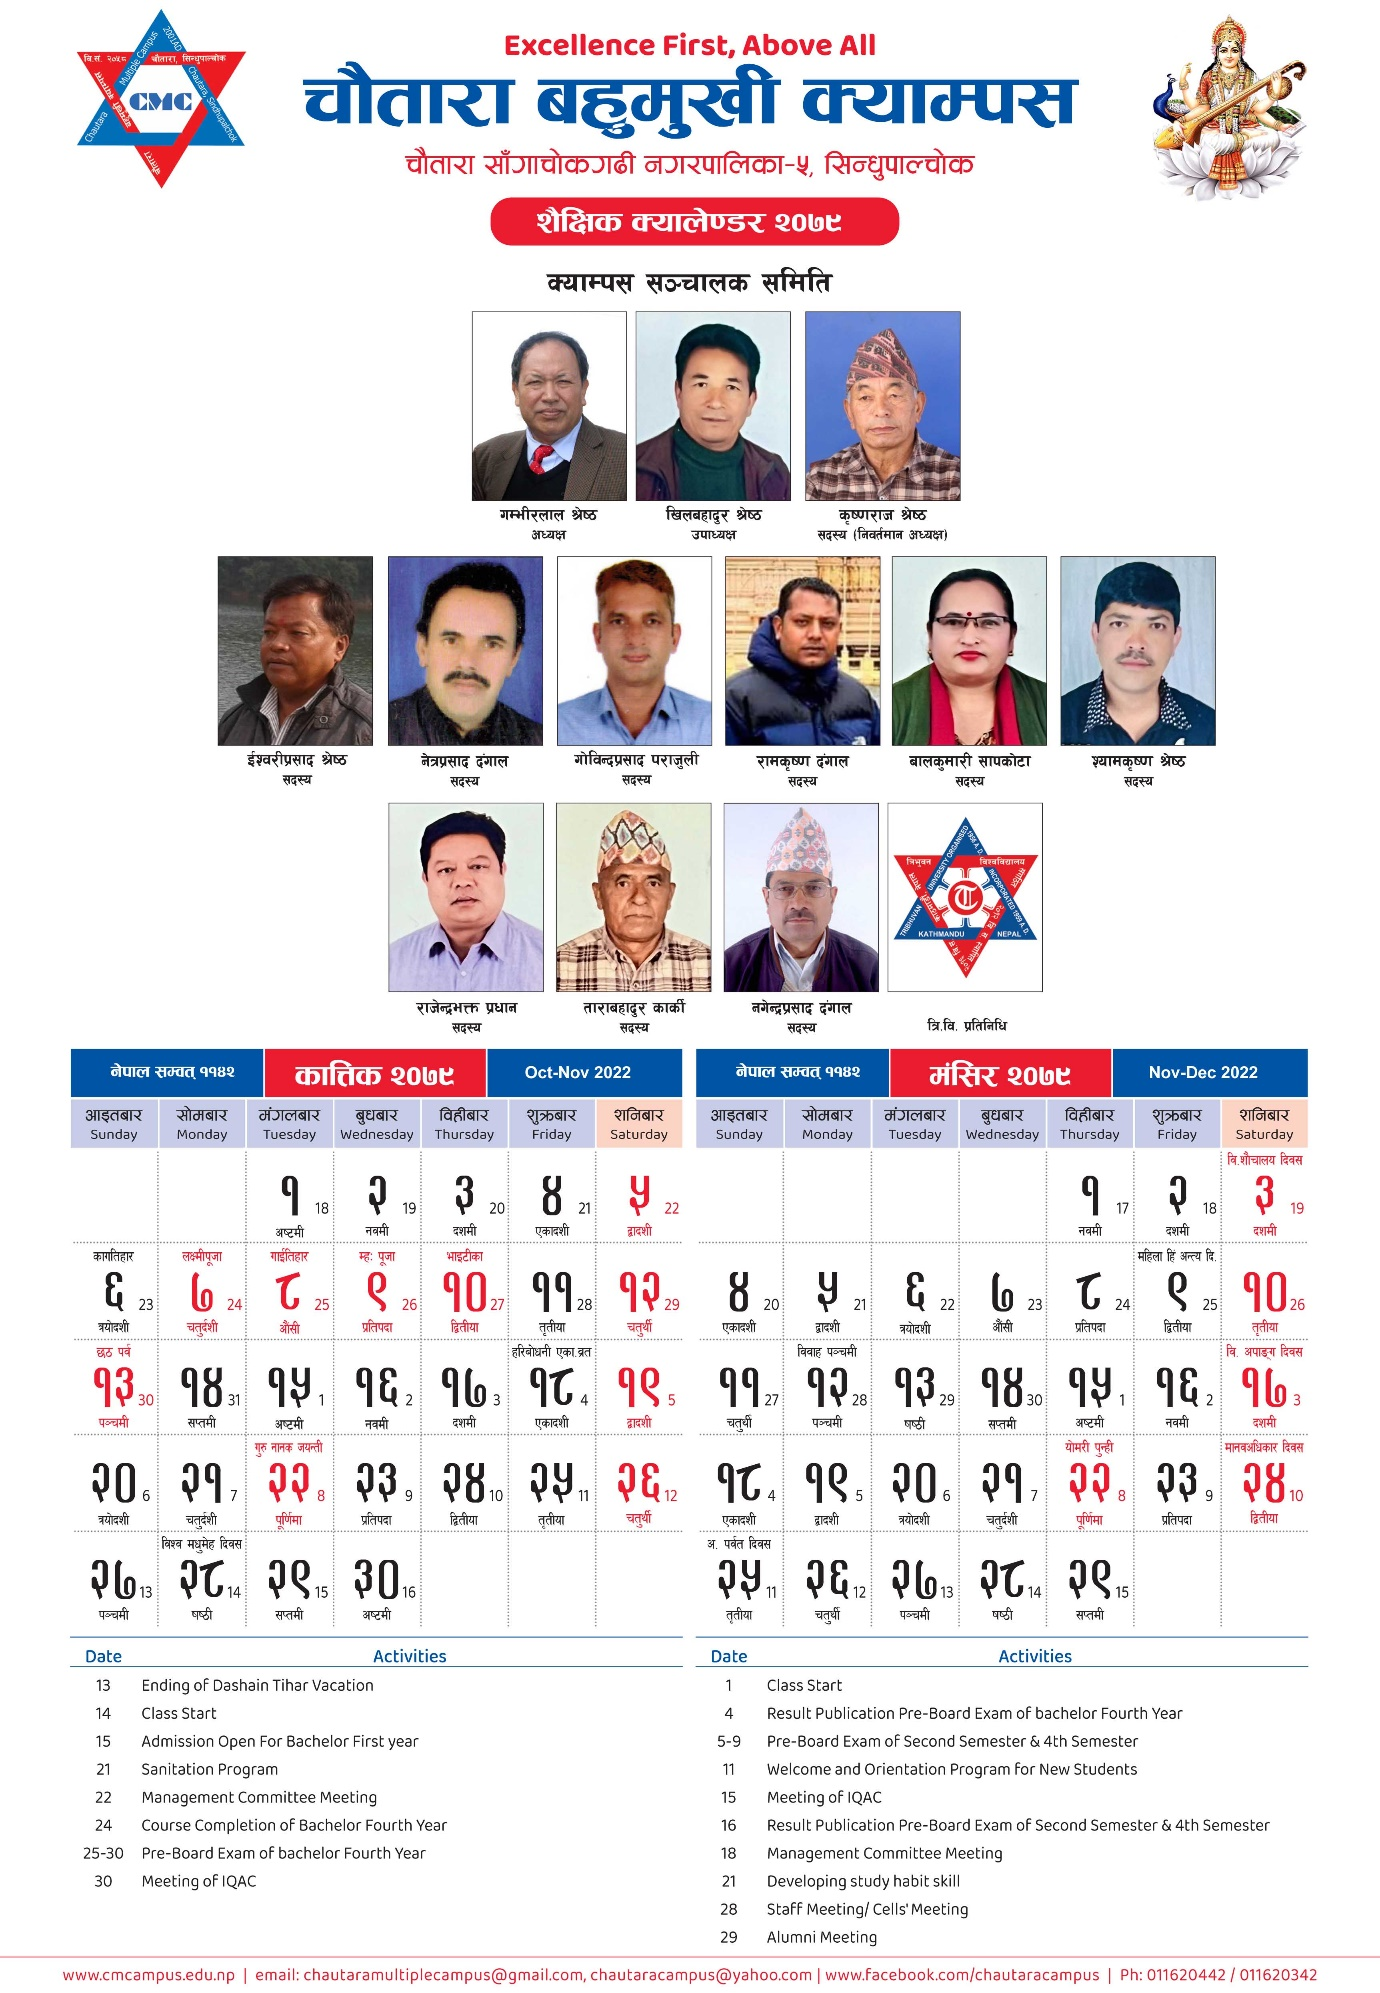 वि.सं. २०५८ चौतारा, सिन्धुपाल्चोक
Chautara Multiple Campus
2001AD
Chautara, Sindhupalchok
CMC
Excellence First, Above All
चौतारा बहुमुखी क्याम्पस
चौतारा साँगाचोकगढी नगरपालिका-५, सिन्धुपाल्चोक
शैक्षिक क्यालेण्डर २०७९
क्याम्पस सञ्चालक समिति
गम्भीरलाल श्रेष्ठ खिलबहादुर श्रेष्ठ कृष्णराज श्रेष्ठ
अध्यक्ष उपाध्यक्ष सदस्य (निवर्तमान अध्यक्ष)
ईश्वरीप्रसाद श्रेष्ठ नेत्रप्रसाद दंगाल गोविन्दप्रसाद पराजुली रामकृष्ण दंगाल बालकुमारी सापकोटा श्यामकृष्ण श्रेष्ठ
सदस्य सदस्य सदस्य सदस्य सदस्य सदस्य
त्रिभुवन विश्वविद्यालय
UNIVERSITY ORGANISED 1956 A.D.
INCORPORATED 1959 A.D.
TRIBHUVAN
KATHMANDU NEPAL
राजेन्द्रभक्त प्रधान ताराबहादुर कार्की नगेन्द्रप्रसाद दंगाल त्रि.वि. प्रतिनिधि
सदस्य सदस्य सदस्य
नेपाल सम्वत् ११४२ कात्तिक २०७९ Oct-Nov 2022
आइतबार सोमबार मंगलबार बुधबार विहीबार शुक्रबार शनिबार
Sunday Monday Tuesday Wednesday Thursday Friday Saturday
१ 18 २ 19 ३ 20 ४ 21 ५ 22
अष्टमी नवमी दशमी एकादशी द्वादशी
कागतिहार लक्ष्मीपूजा गाईतिहार म्ह: पूजा भाइटीका
६ 23 ७ 24 ८ 25 ९ 26 १० 27 ११ 28 १२ 29
त्रयोदशी चतुर्दशी औंसी प्रतिपदा द्वितीया तृतीया चतुर्थी
छठ पर्व हरिबोधनी एका.व्रत
१३ 30 १४ 31 १५ 1 १६ 2 १७ 3 १८ 4 १९ 5
पञ्चमी सप्तमी अष्टमी नवमी दशमी एकादशी द्वादशी
गुरु नानक जयन्ती
२० 6 २१ 7 २२ 8 २३ 9 २४ 10 २५ 11 २६ 12
त्रयोदशी चतुर्दशी पूर्णिमा प्रतिपदा द्वितीया तृतीया चतुर्थी
विश्व मधुमेह दिवस
२७ 13 २८ 14 २९ 15 ३० 16
पञ्चमी षष्ठी सप्तमी अष्टमी
Date Activities
13 Ending of Dashain Tihar Vacation
14 Class Start
15 Admission Open For Bachelor First year
21 Sanitation Program
22 Management Committee Meeting
24 Course Completion of Bachelor Fourth Year
25-30 Pre-Board Exam of bachelor Fourth Year
30 Meeting of IQAC
नेपाल सम्वत् ११४२ मंसिर २०७९ Nov-Dec 2022
आइतबार सोमबार मंगलबार बुधबार विहीबार शुक्रबार शनिबार
Sunday Monday Tuesday Wednesday Thursday Friday Saturday
वि.शौचालय दिवस
१ 17 २ 18 ३ 19
नवमी दशमी दशमी
महिला हिं अन्त्य दि.
४ 20 ५ 21 ६ 22 ७ 23 ८ 24 ९ 25 १० 26
एकादशी द्वादशी त्रयोदशी औंसी प्रतिपदा द्वितीया तृतीया
विवाह पञ्चमी वि. अपाङ्ग दिवस
११ 27 १२ 28 १३ 29 १४ 30 १५ 1 १६ 2 १७ 3
चतुर्थी पञ्चमी षष्ठी सप्तमी अष्टमी नवमी दशमी
योमरी पुन्ही मानवअधिकार दिवस
१८ 4 १९ 5 २० 6 २१ 7 २२ 8 २३ 9 २४ 10
एकादशी द्वादशी त्रयोदशी चतुर्दशी पूर्णिमा प्रतिपदा द्वितीया
अ. पर्वत दिवस
२५ 11 २६ 12 २७ 13 २८ 14 २९ 15
तृतीया चतुर्थी पञ्चमी षष्ठी सप्तमी
Date Activities
1 Class Start
4 Result Publication Pre-Board Exam of bachelor Fourth Year
5-9 Pre-Board Exam of Second Semester & 4th Semester
11 Welcome and Orientation Program for New Students
15 Meeting of IQAC
16 Result Publication Pre-Board Exam of Second Semester & 4th Semester
18 Management Committee Meeting
21 Developing study habit skill
28 Staff Meeting/ Cells' Meeting
29 Alumni Meeting
www.cmcampus.edu.np | email: chautaramultiplecampus@gmail.com, chautaracampus@yahoo.com | www.facebook.com/chautaracampus | Ph: 011620442 / 011620342